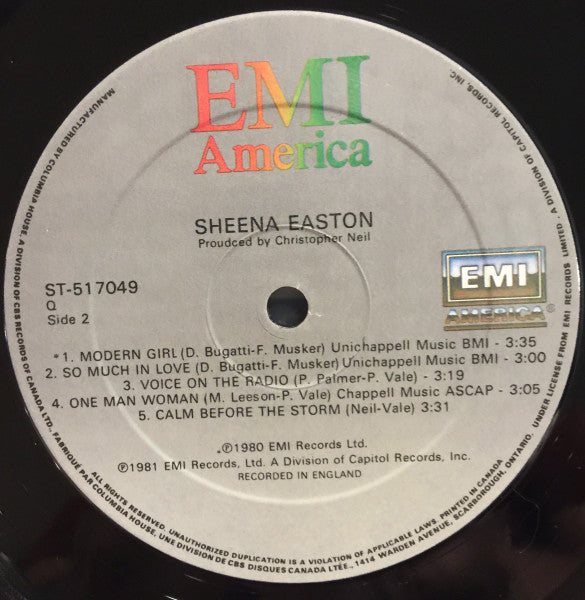 EMI
America
SHEENA EASTON
Proudced by Christopher Neil
ST-517049
Q
Side 2
EMI
AMERICA®
*1. MODERN GIRL (D. Bugatti-F. Musker) Unichappell Music BMI - 3:35
2. SO MUCH IN LOVE (D. Bugatti-F. Musker) Unichappell Music BMI - 3:00
3. VOICE ON THE RADIO (P. Palmer-P. Vale) - 3:19
4. ONE MAN WOMAN (M. Leeson-P. Vale) Chappell Music ASCAP - 3:05
5. CALM BEFORE THE STORM (Neil-Vale) 3:31
*℗1980 EMI Records Ltd.
℗1981 EMI Records, Ltd. A Division of Capitol Records, Inc.
RECORDED IN ENGLAND
MANUFACTURED BY COLUMBIA HOUSE, A DIVISION OF CBS RECORDS OF CANADA LTD., FABRIQUÉ PAR COLUMBIA HOUSE, UNE DIVISION DE CBS DISQUES CANADA LTÉE., 1414 WARDEN AVENUE, SCARBOROUGH, ONTARIO. UNDER LICENSE FROM EMI RECORDS LIMITED - A DIVISION OF CAPITOL RECORDS, INC.
ALL RIGHTS RESERVED. UNAUTHORIZED DUPLICATION IS A VIOLATION OF APPLICABLE LAWS. PRINTED IN CANADA